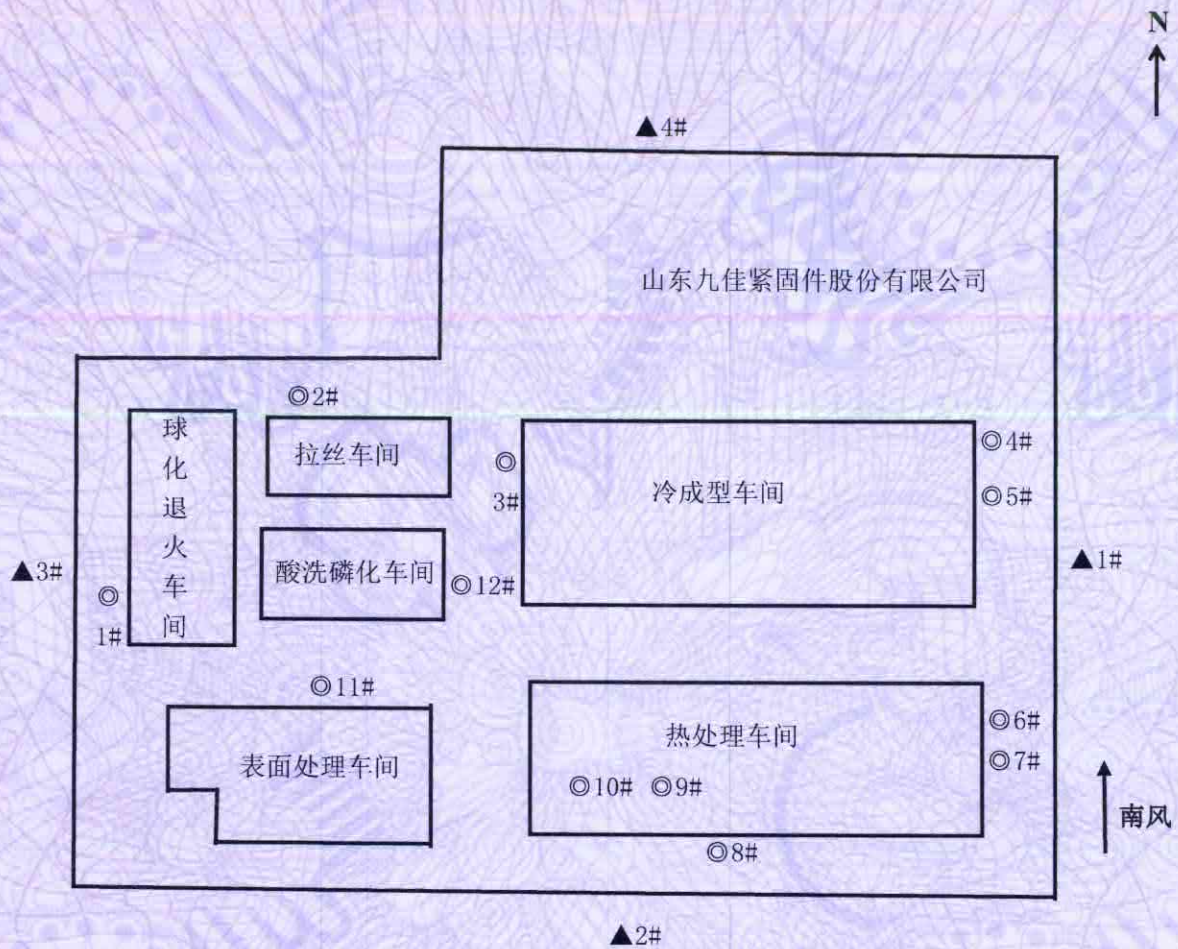 N
▲4#
山东九佳紧固件股份有限公司
◎2#
球化退火车间
拉丝车间
◎3#
冷成型车间
◎4#
◎5#
▲3#
◎1#
酸洗磷化车间
◎12#
▲1#
◎11#
表面处理车间
热处理车间
◎6#
◎7#
◎10# ◎9#
◎8#
南风
▲2#